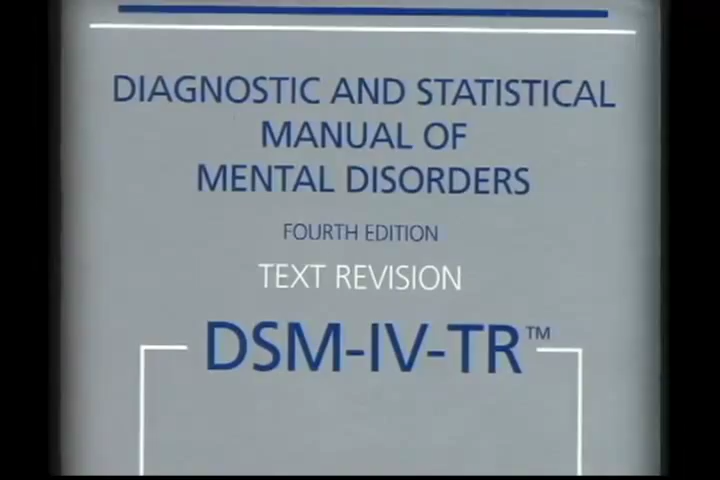 DIAGNOSTIC AND STATISTICAL
MANUAL OF
MENTAL DISORDERS
FOURTH EDITION
TEXT REVISION
DSM-IV-TR™